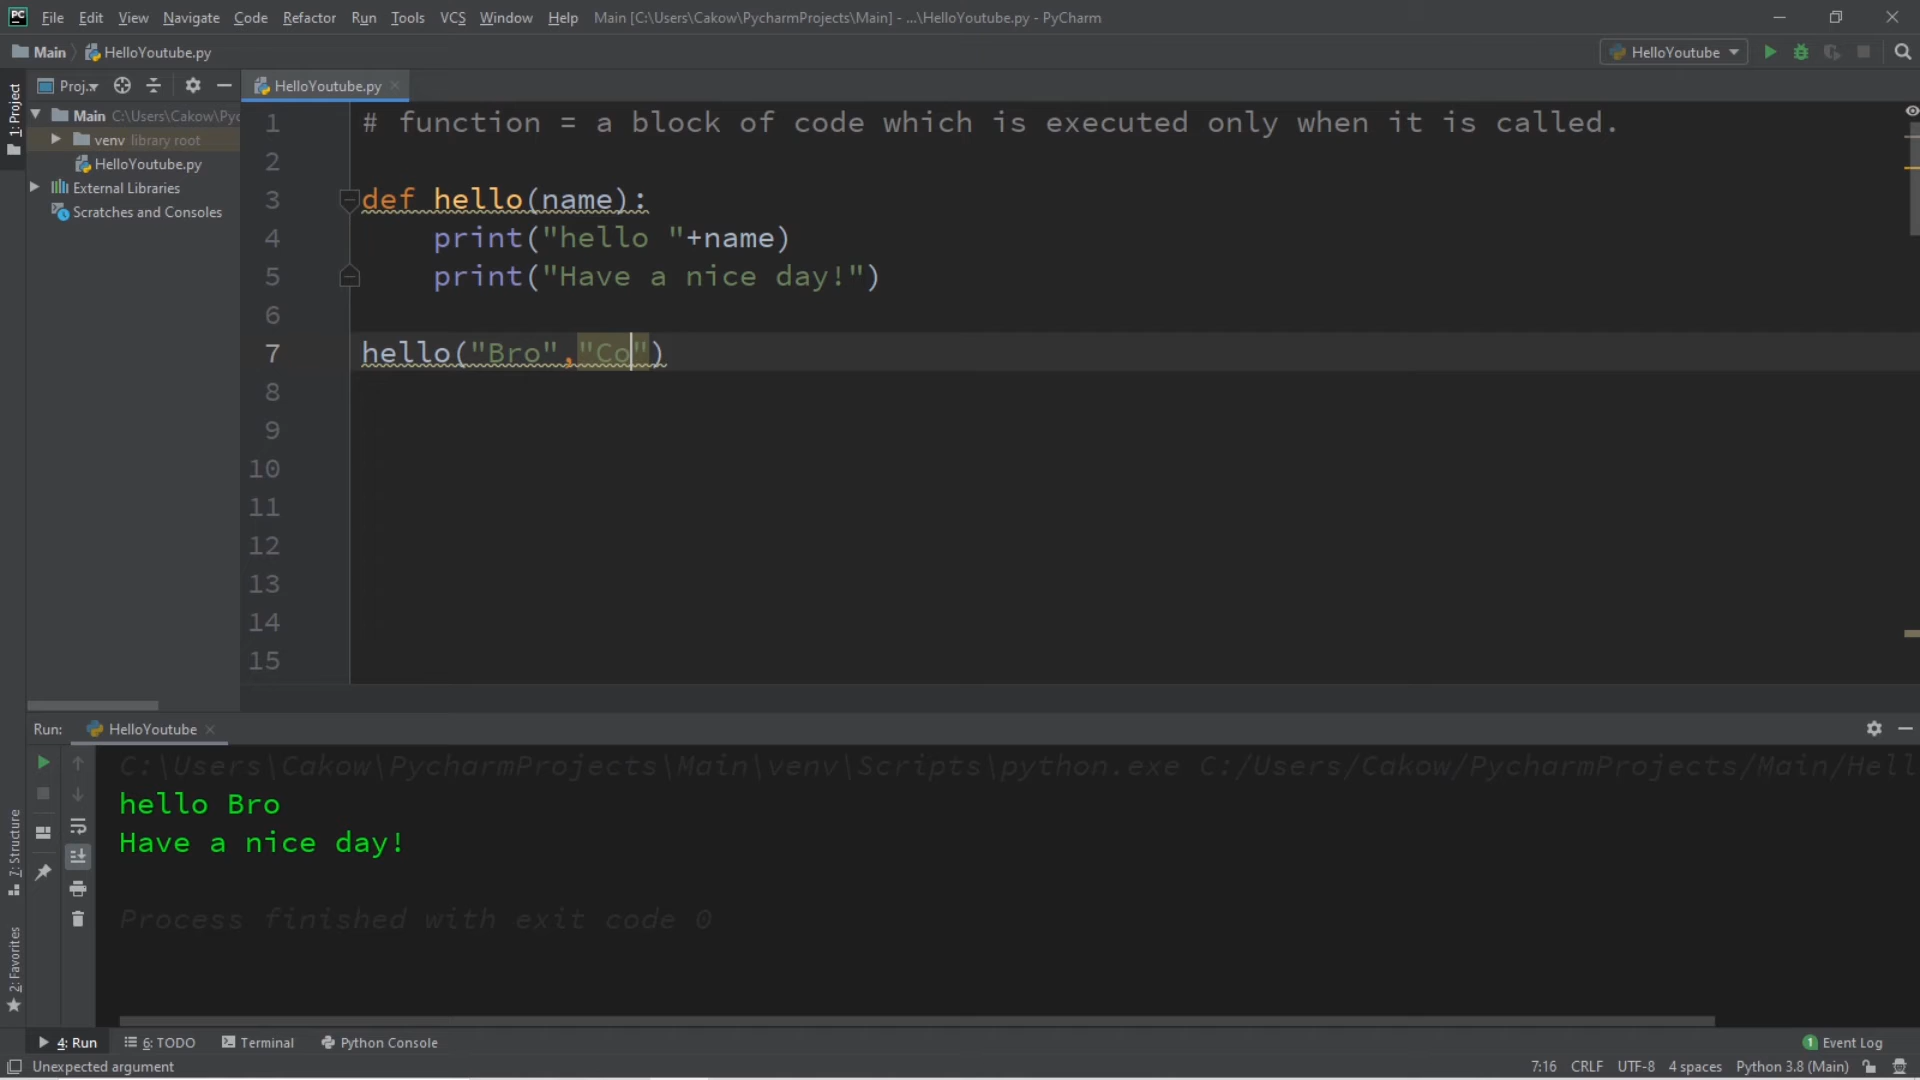 PC File Edit View Navigate Code Refactor Run Tools VCS Window Help Main [C:\Users\Cakow\PycharmProjects\Main] - ...\HelloYoutube.py - PyCharm
Main HelloYoutube.py HelloYoutube
1: Project Proj... HelloYoutube.py
Main C:\Users\Cakow\Pyc
venv library root
HelloYoutube.py
External Libraries
Scratches and Consoles
1 # function = a block of code which is executed only when it is called.
2
3 def hello(name):
4     print("hello "+name)
5     print("Have a nice day!")
6
7 hello("Bro","Co")
8
9
10
11
12
13
14
15
Run: HelloYoutube
C:\Users\Cakow\PycharmProjects\Main\venv\Scripts\python.exe C:/Users/Cakow/PycharmProjects/Main/Hell
hello Bro
Have a nice day!
Process finished with exit code 0
7: Structure
2: Favorites
4: Run 6: TODO Terminal Python Console 1 Event Log
Unexpected argument 7:16 CRLF UTF-8 4 spaces Python 3.8 (Main)